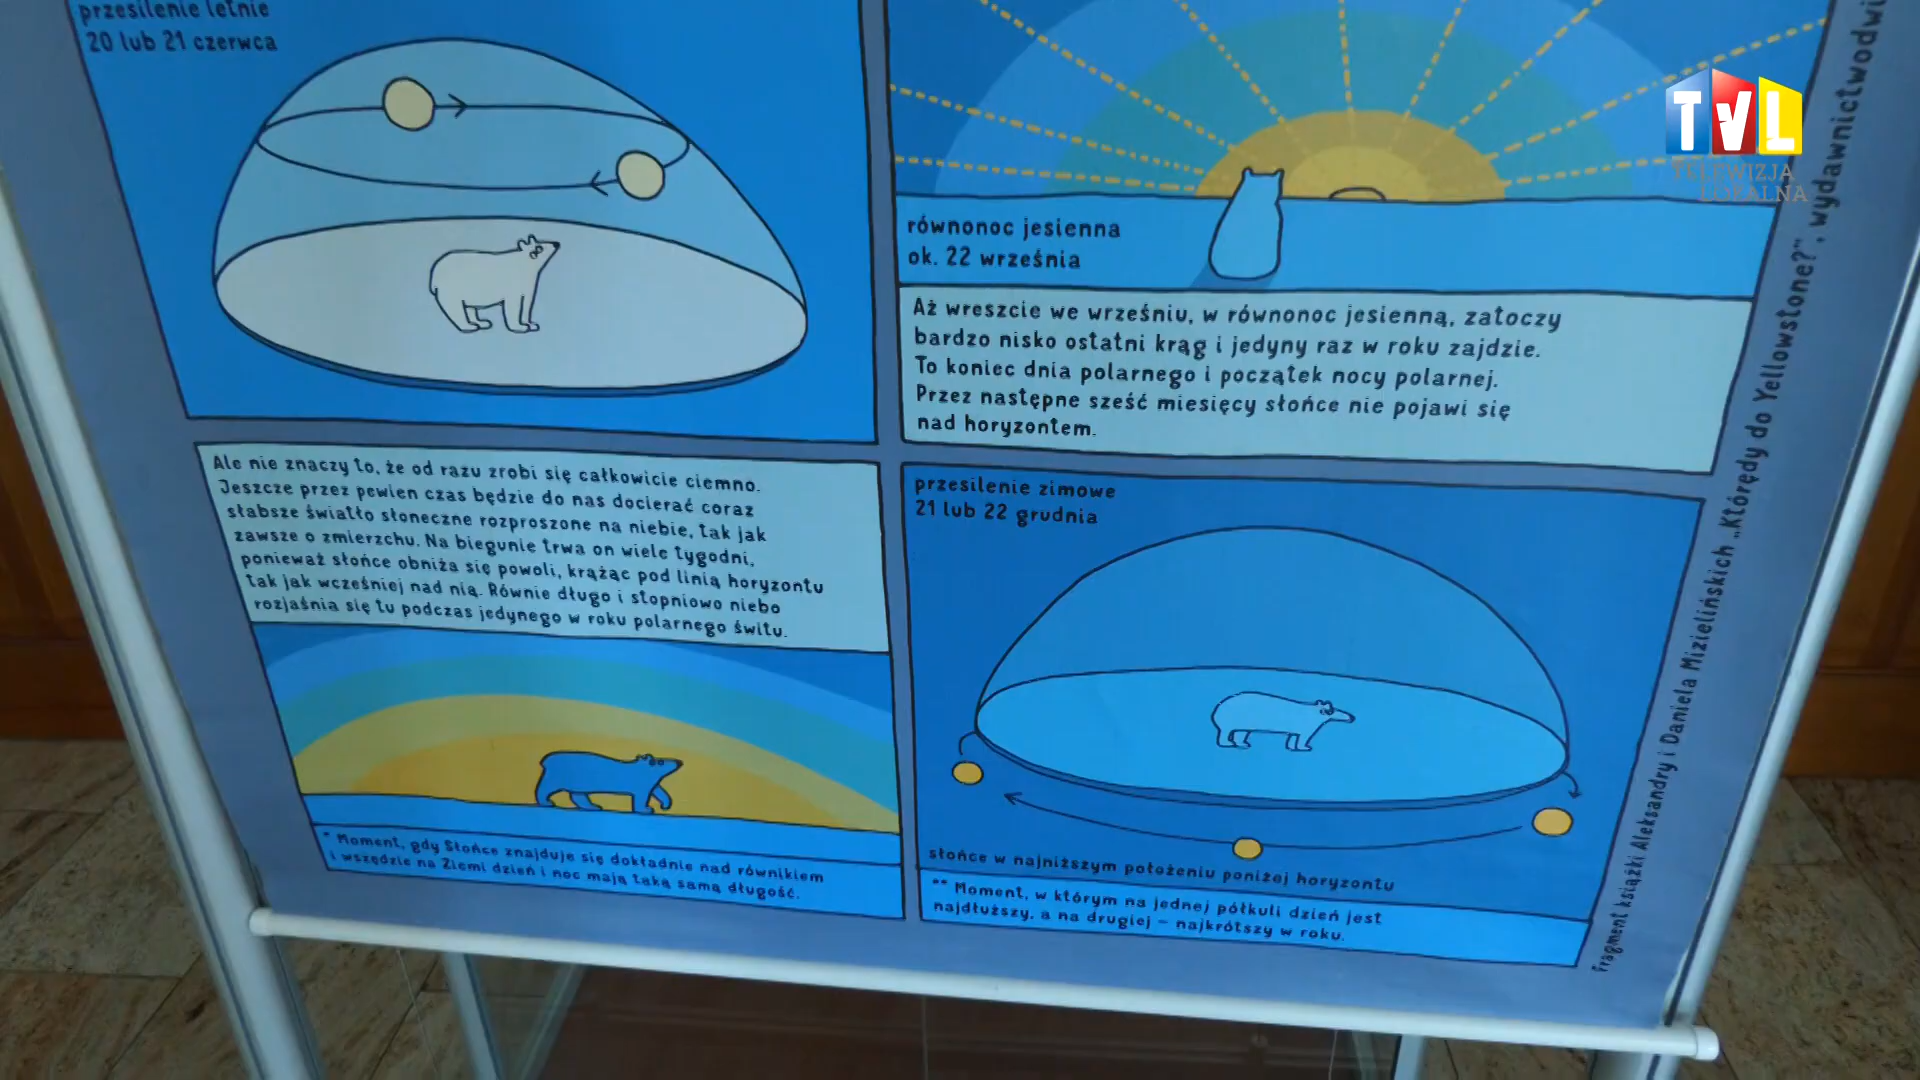 przesilenie letnie
20 lub 21 czerwca
równonoc jesienna
ok. 22 września
Aż wreszcie we wrześniu, w równonoc jesienną, zatoczy
bardzo nisko ostatni krąg i jedyny raz w roku zajdzie.
To koniec dnia polarnego i początek nocy polarnej.
Przez następne sześć miesięcy słońce nie pojawi się
nad horyzontem.
Ale nie znaczy to, że od razu zrobi się całkowicie ciemno.
Jeszcze przez pewien czas będzie do nas docierać coraz
słabsze światło słoneczne rozproszone na niebie, tak jak
zawsze o zmierzchu. Na biegunie trwa on wiele tygodni,
ponieważ słońce obniża się powoli, krążąc pod linią horyzontu
tak jak wcześniej nad nią. Równie długo i stopniowo niebo
rozjaśnia się tu podczas jedynego w roku polarnego świtu.
* Moment, gdy Słońce znajduje się dokładnie nad równikiem
i wszędzie na Ziemi dzień i noc mają taką samą długość.
przesilenie zimowe
21 lub 22 grudnia
słońce w najniższym położeniu poniżej horyzontu
** Moment, w którym na jednej półkuli dzień jest
najdłuższy, a na drugiej – najkrótszy w roku.
Fragment książki Aleksandry i Daniela Mizielińskich „Którędy do Yellowstone?", wydawnictwodwi
TVL
TELEWIZJA
LOKALNA